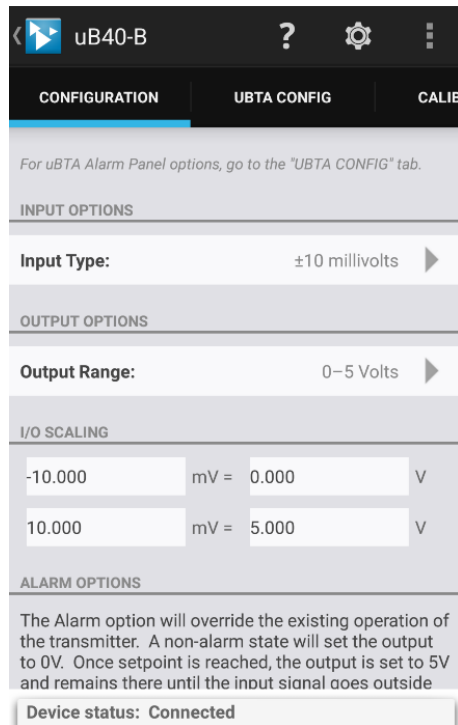 uB40-B ?
CONFIGURATION UBTA CONFIG CALIB
For uBTA Alarm Panel options, go to the "UBTA CONFIG" tab.
INPUT OPTIONS
Input Type: ±10 millivolts
OUTPUT OPTIONS
Output Range: 0–5 Volts
I/O SCALING
-10.000 mV = 0.000 V
10.000 mV = 5.000 V
ALARM OPTIONS
The Alarm option will override the existing operation of
the transmitter. A non-alarm state will set the output
to 0V. Once setpoint is reached, the output is set to 5V
and remains there until the input signal goes outside
Device status: Connected